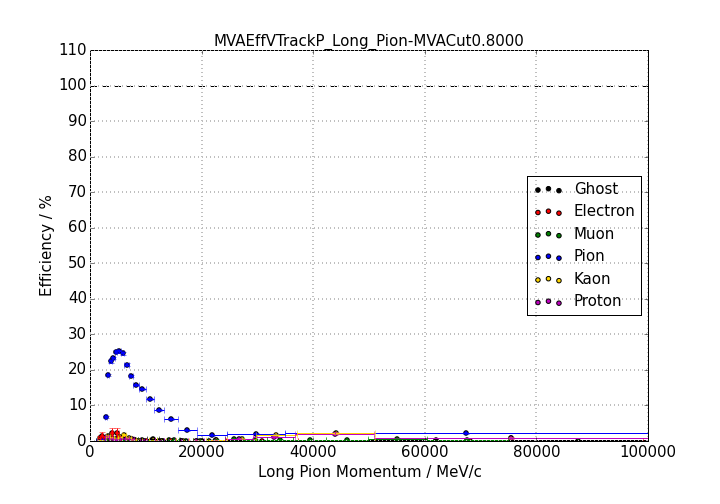 MVAEffVTrackP_Long_Pion-MVACut0.8000
110
100
90
80
70
60
50
40
30
20
10
0
Efficiency / %
Ghost
Electron
Muon
Pion
Kaon
Proton
0 20000 40000 60000 80000 100000
Long Pion Momentum / MeV/c